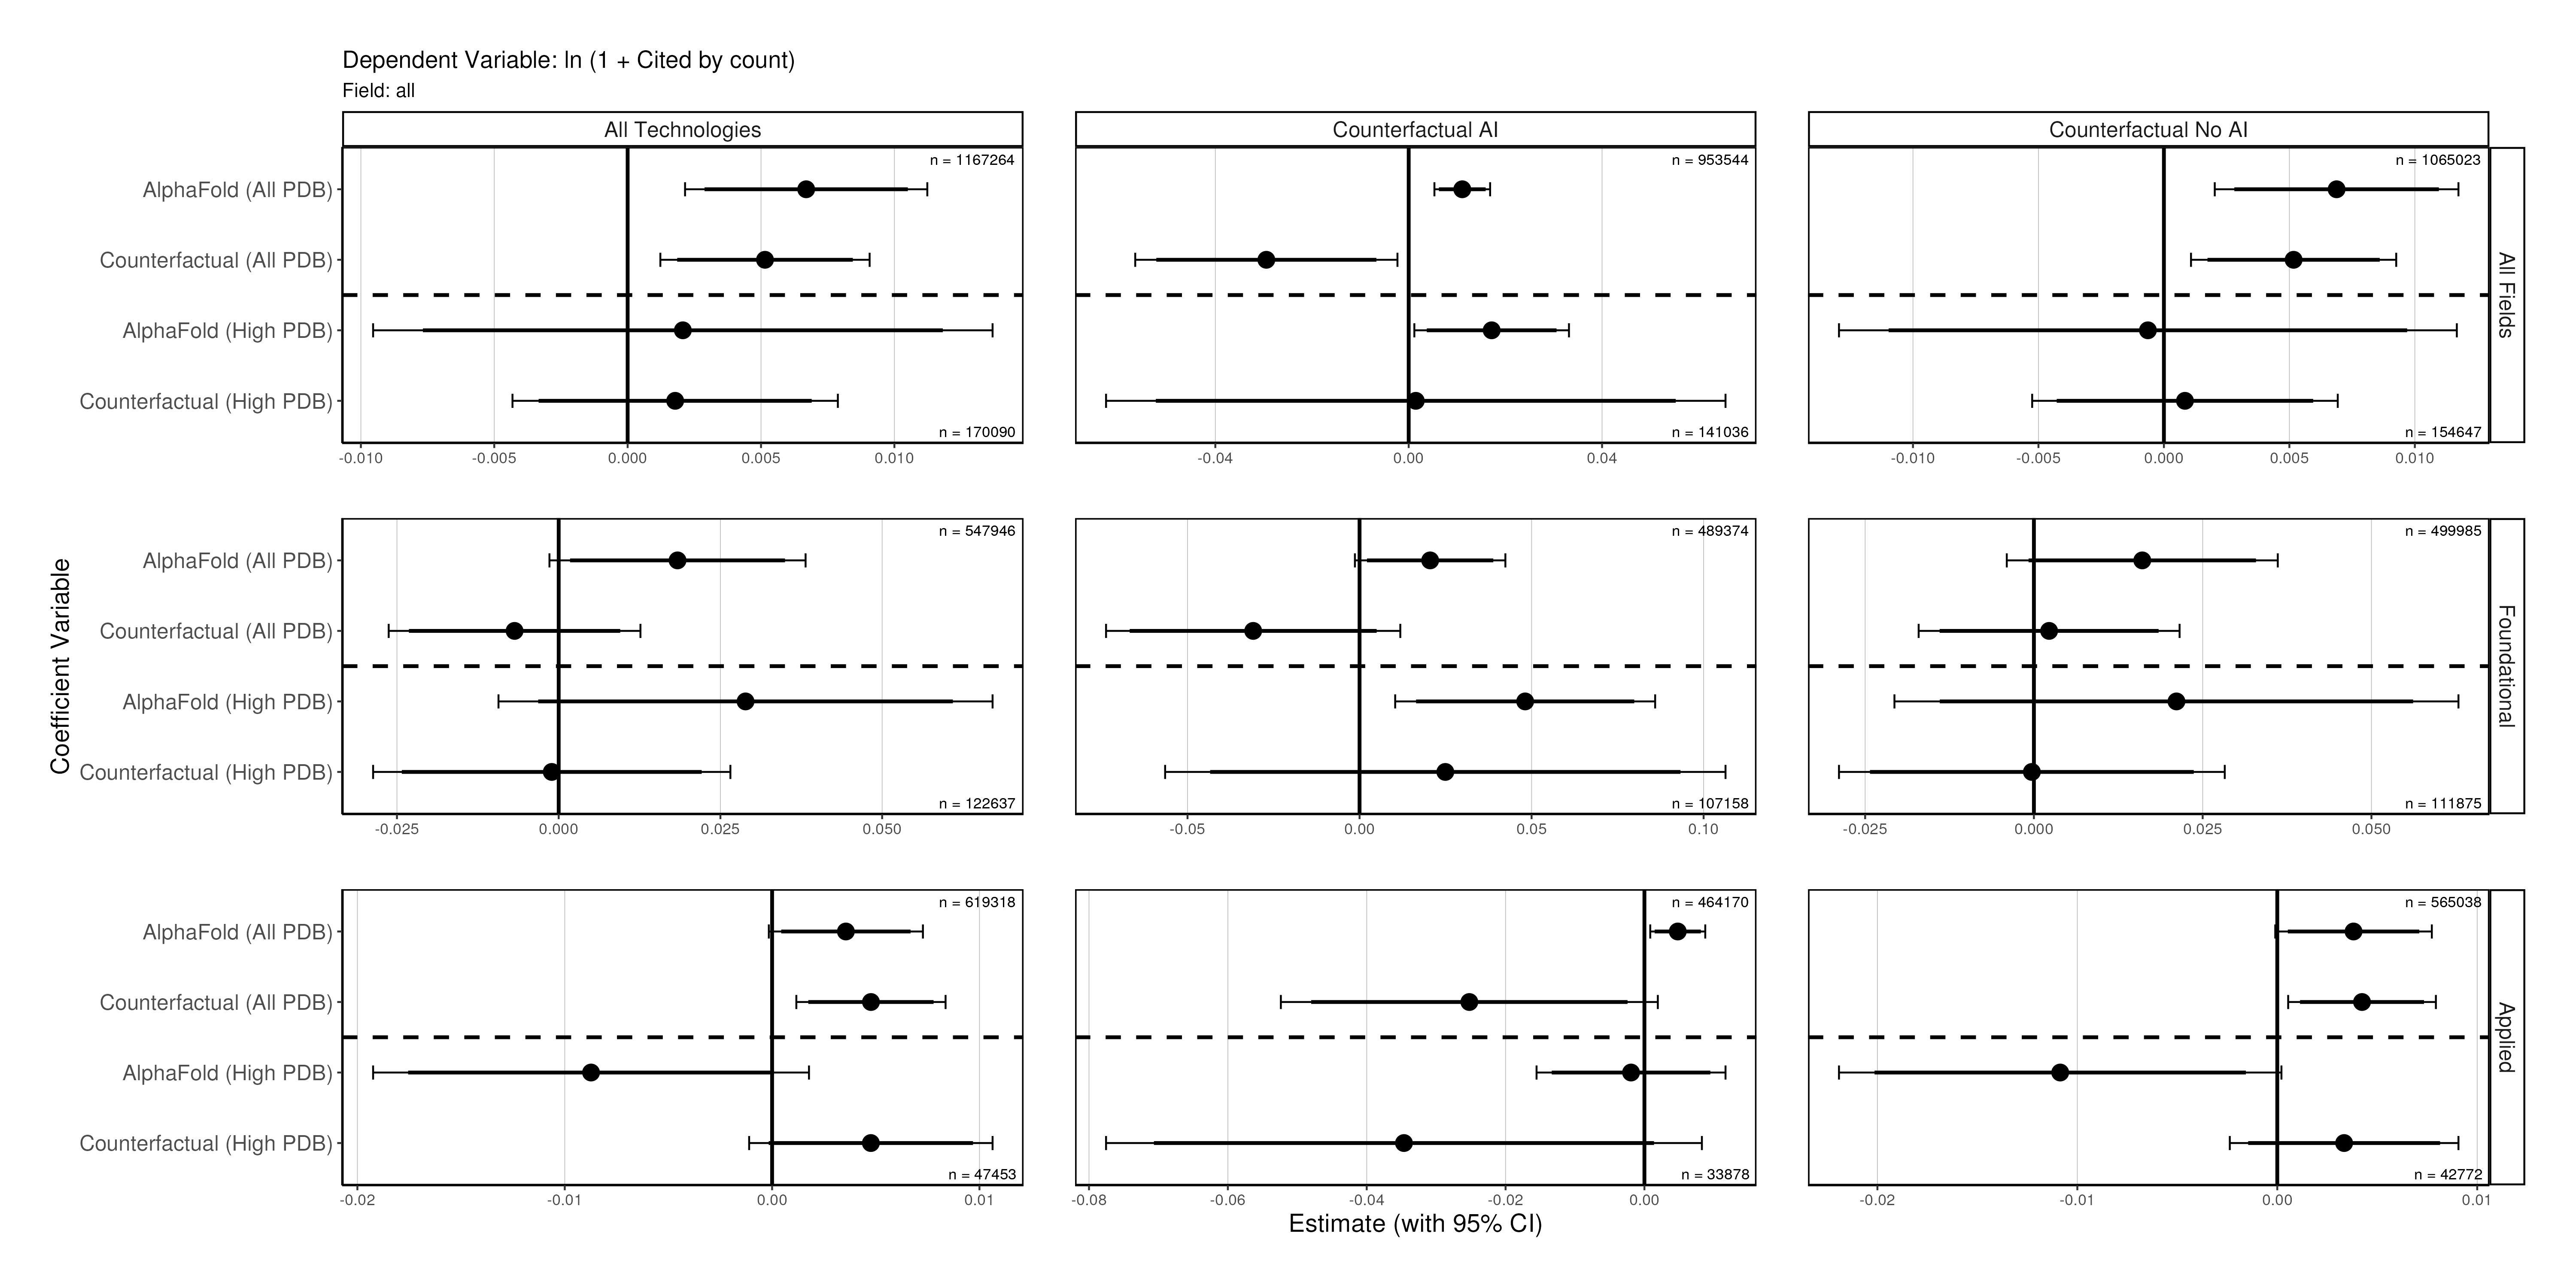 Dependent Variable: ln (1 + Cited by count)
Field: all
All Technologies
Counterfactual AI
Counterfactual No AI
Coefficient Variable
AlphaFold (All PDB)
Counterfactual (All PDB)
AlphaFold (High PDB)
Counterfactual (High PDB)
n = 1167264
n = 170090
-0.010 -0.005 0.000 0.005 0.010
n = 953544
n = 141036
-0.04 0.00 0.04
n = 1065023
n = 154647
-0.010 -0.005 0.000 0.005 0.010
All Fields
AlphaFold (All PDB)
Counterfactual (All PDB)
AlphaFold (High PDB)
Counterfactual (High PDB)
n = 547946
n = 122637
-0.025 0.000 0.025 0.050
n = 489374
n = 107158
-0.05 0.00 0.05 0.10
n = 499985
n = 111875
-0.025 0.000 0.025 0.050
Foundational
AlphaFold (All PDB)
Counterfactual (All PDB)
AlphaFold (High PDB)
Counterfactual (High PDB)
n = 619318
n = 47453
-0.02 -0.01 0.00 0.01
n = 464170
n = 33878
-0.08 -0.06 -0.04 -0.02 0.00
n = 565038
n = 42772
-0.02 -0.01 0.00 0.01
Applied
Estimate (with 95% CI)